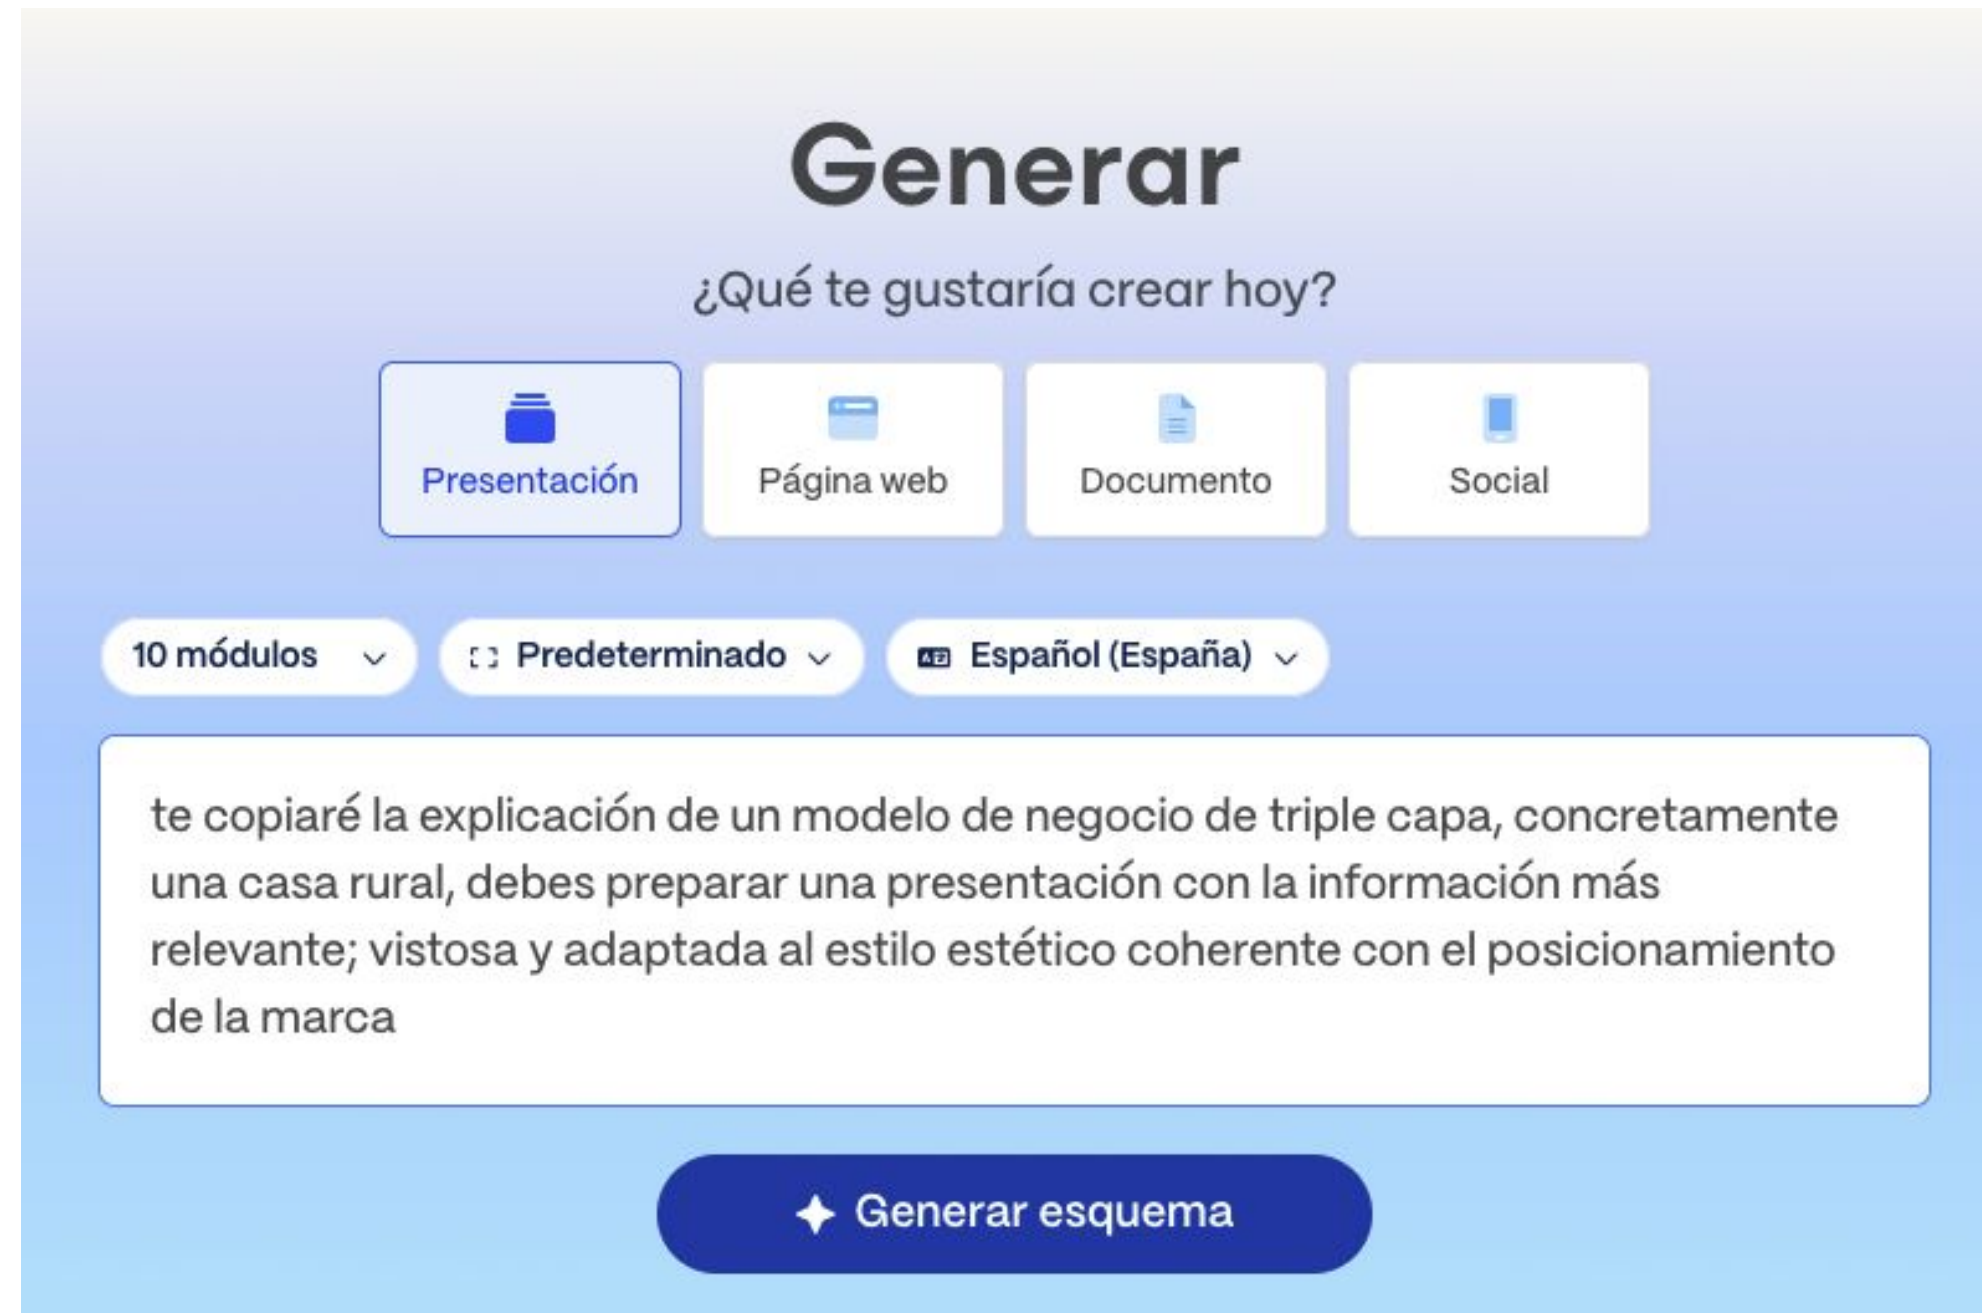 Generar
¿Qué te gustaría crear hoy?
Presentación
Página web
Documento
Social
10 módulos
Predeterminado
Español (España)
te copiaré la explicación de un modelo de negocio de triple capa, concretamente
una casa rural, debes preparar una presentación con la información más
relevante; vistosa y adaptada al estilo estético coherente con el posicionamiento
de la marca
Generar esquema